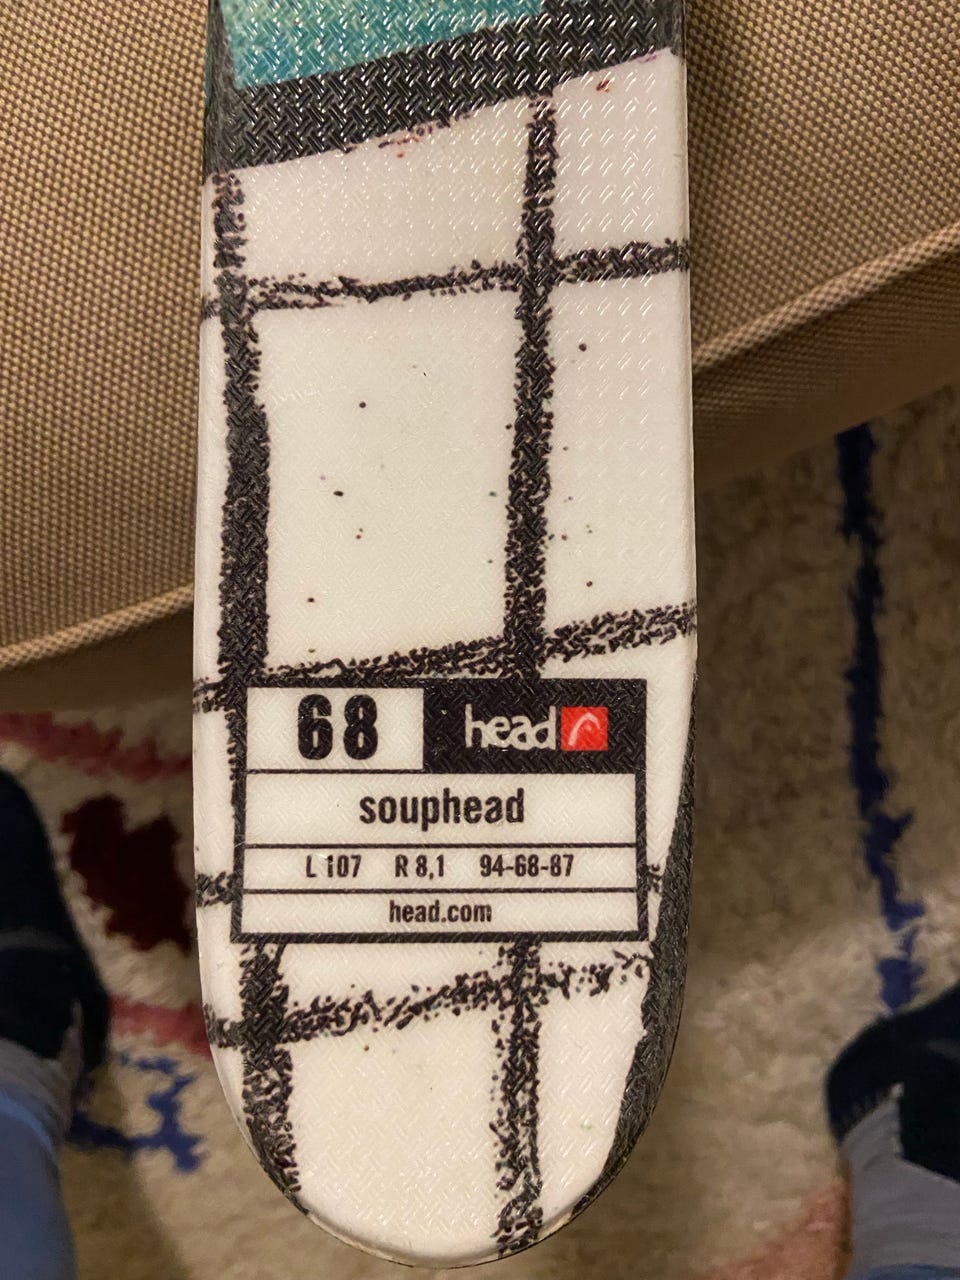 68 head
souphead
L 107 R 8,1 94-68-87
head.com